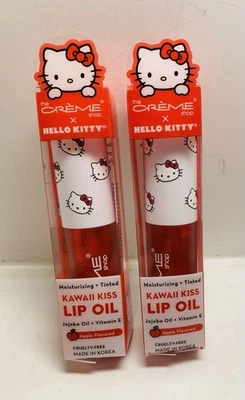 The
CRÈME
shop
×
HELLO KITTY®
The
CRÈME
shop
×
HELLO KITTY®
Moisturizing • Tinted
KAWAII KISS
LIP OIL
Jojoba Oil + Vitamin E
Apple Flavored
CRUELTY-FREE
MADE IN KOREA
Moisturizing • Tinted
KAWAII KISS
LIP OIL
Jojoba Oil + Vitamin E
Apple Flavored
CRUELTY-FREE
MADE IN KOREA